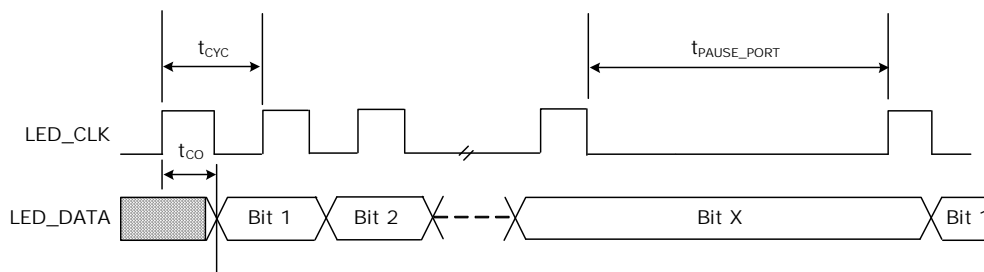 tCYC
tPAUSE_PORT
LED_CLK
tCO
LED_DATA
Bit 1
Bit 2
Bit X
Bit 1